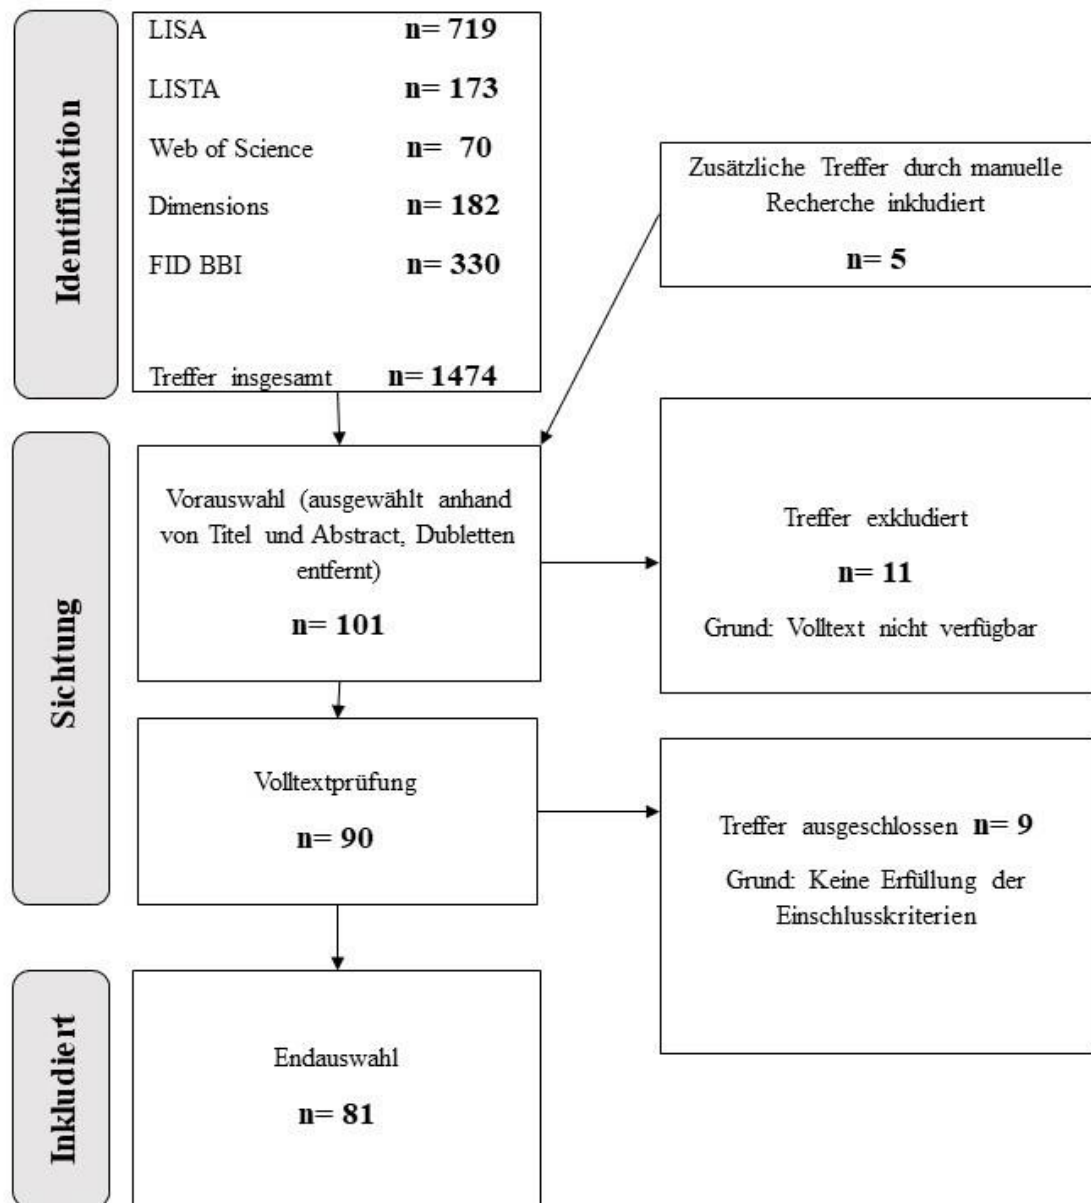 Identifikation
LISA n= 719
LISTA n= 173
Web of Science n= 70
Dimensions n= 182
FID BBI n= 330
Treffer insgesamt n= 1474
Zusätzliche Treffer durch manuelle
Recherche inkludiert
n= 5
Sichtung
Vorauswahl (ausgewählt anhand
von Titel und Abstract, Dubletten
entfernt)
n= 101
Treffer exkludiert
n= 11
Grund: Volltext nicht verfügbar
Volltextprüfung
n= 90
Treffer ausgeschlossen n= 9
Grund: Keine Erfüllung der
Einschlusskriterien
Inkludiert
Endauswahl
n= 81